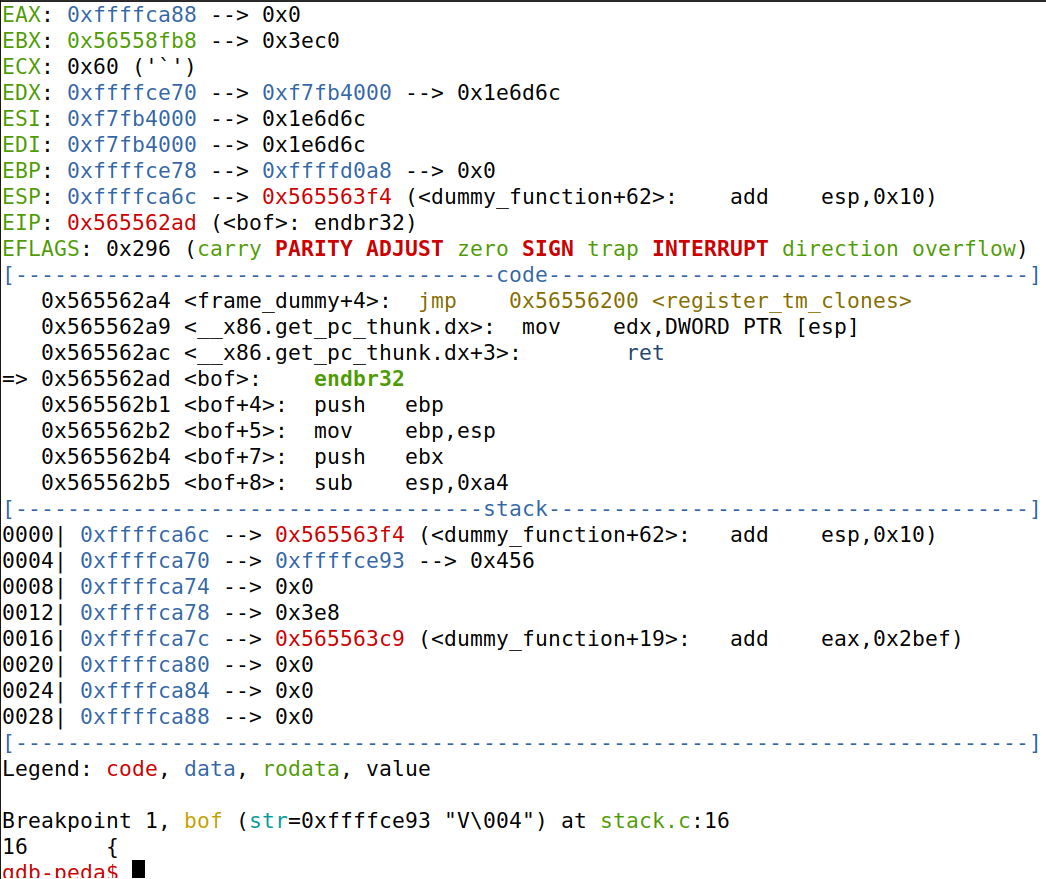 EAX: 0xffffca88 --> 0x0
EBX: 0x56558fb8 --> 0x3ec0
ECX: 0x60 ('`')
EDX: 0xffffce70 --> 0xf7fb4000 --> 0x1e6d6c
ESI: 0xf7fb4000 --> 0x1e6d6c
EDI: 0xf7fb4000 --> 0x1e6d6c
EBP: 0xffffce78 --> 0xffffd0a8 --> 0x0
ESP: 0xffffca6c --> 0x565563f4 (<dummy_function+62>:    add    esp,0x10)
EIP: 0x565562ad (<bof>: endbr32)
EFLAGS: 0x296 (carry PARITY ADJUST zero SIGN trap INTERRUPT direction overflow)
[-------------------------------------code-------------------------------------]
   0x565562a4 <frame_dummy+4>:  jmp    0x56556200 <register_tm_clones>
   0x565562a9 <__x86.get_pc_thunk.dx>:  mov    edx,DWORD PTR [esp]
   0x565562ac <__x86.get_pc_thunk.dx+3>:        ret
=> 0x565562ad <bof>:    endbr32
   0x565562b1 <bof+4>:  push   ebp
   0x565562b2 <bof+5>:  mov    ebp,esp
   0x565562b4 <bof+7>:  push   ebx
   0x565562b5 <bof+8>:  sub    esp,0xa4
[------------------------------------stack-------------------------------------]
0000| 0xffffca6c --> 0x565563f4 (<dummy_function+62>:   add    esp,0x10)
0004| 0xffffca70 --> 0xffffce93 --> 0x456
0008| 0xffffca74 --> 0x0
0012| 0xffffca78 --> 0x3e8
0016| 0xffffca7c --> 0x565563c9 (<dummy_function+19>:   add    eax,0x2bef)
0020| 0xffffca80 --> 0x0
0024| 0xffffca84 --> 0x0
0028| 0xffffca88 --> 0x0
[------------------------------------------------------------------------------]
Legend: code, data, rodata, value

Breakpoint 1, bof (str=0xffffce93 "V\004") at stack.c:16
16      {
gdb-peda$